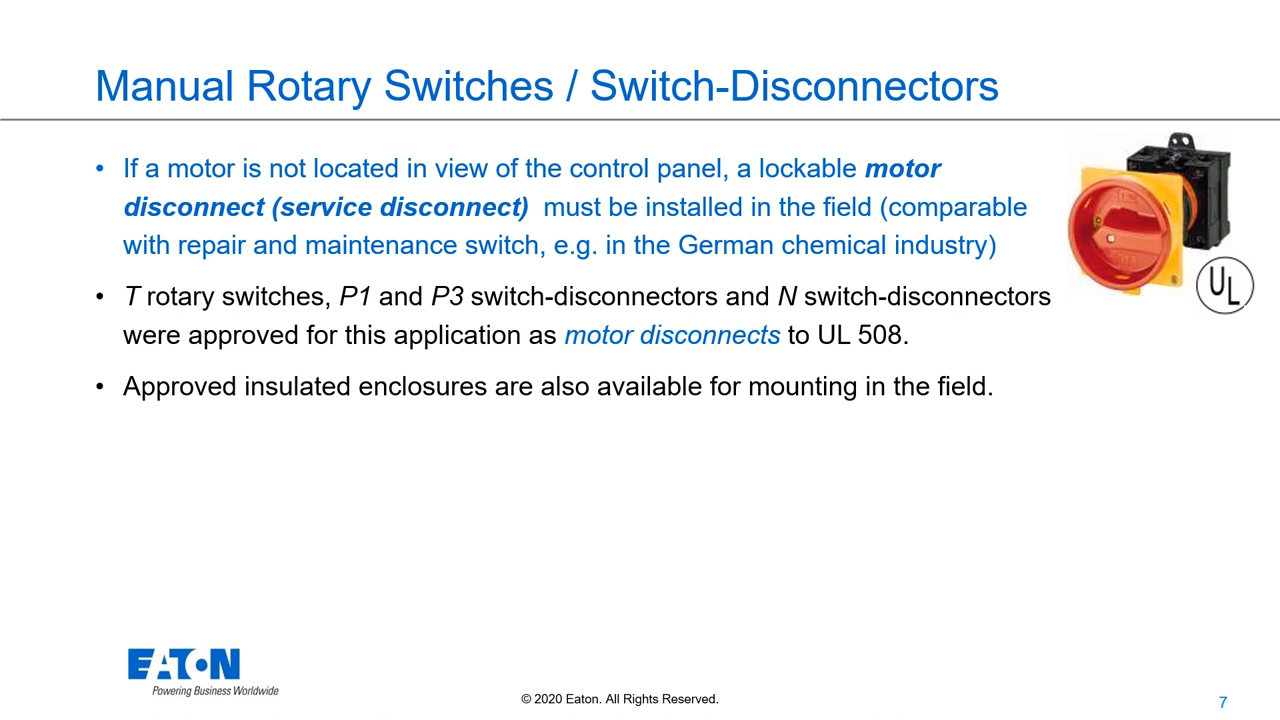 Manual Rotary Switches / Switch-Disconnectors
• If a motor is not located in view of the control panel, a lockable motor
disconnect (service disconnect) must be installed in the field (comparable
with repair and maintenance switch, e.g. in the German chemical industry)
• T rotary switches, P1 and P3 switch-disconnectors and N switch-disconnectors
were approved for this application as motor disconnects to UL 508.
• Approved insulated enclosures are also available for mounting in the field.
UL
EATON
Powering Business Worldwide
© 2020 Eaton. All Rights Reserved.
7